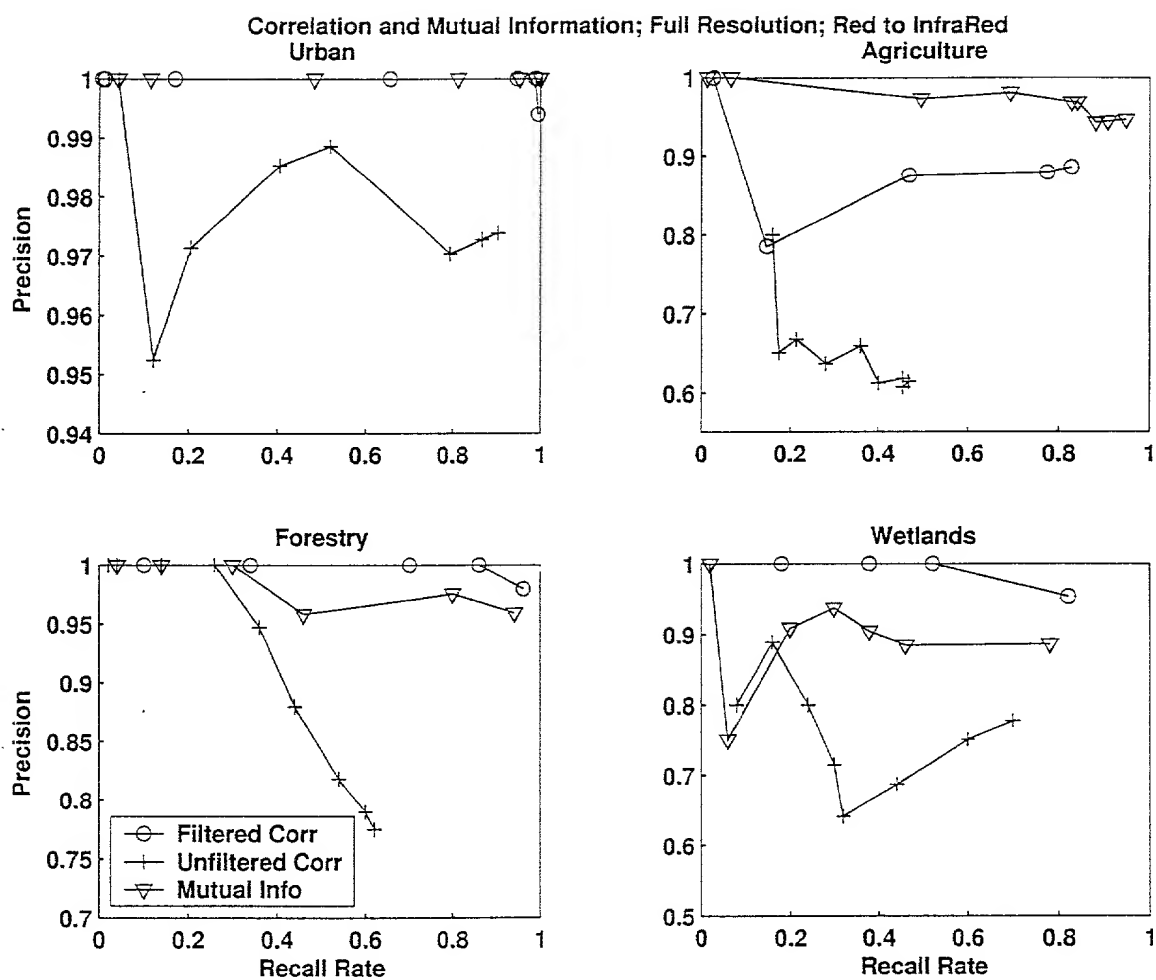 Correlation and Mutual Information; Full Resolution; Red to InfraRed
Urban
Agriculture
Precision
1
0.99
0.98
0.97
0.96
0.95
0.94
0 0.2 0.4 0.6 0.8 1
1
0.9
0.8
0.7
0.6
0 0.2 0.4 0.6 0.8 1
Forestry
Wetlands
Precision
1
0.95
0.9
0.85
0.8
0.75
0.7
Filtered Corr
Unfiltered Corr
Mutual Info
0 0.2 0.4 0.6 0.8 1
Recall Rate
1
0.9
0.8
0.7
0.6
0.5
0 0.2 0.4 0.6 0.8 1
Recall Rate